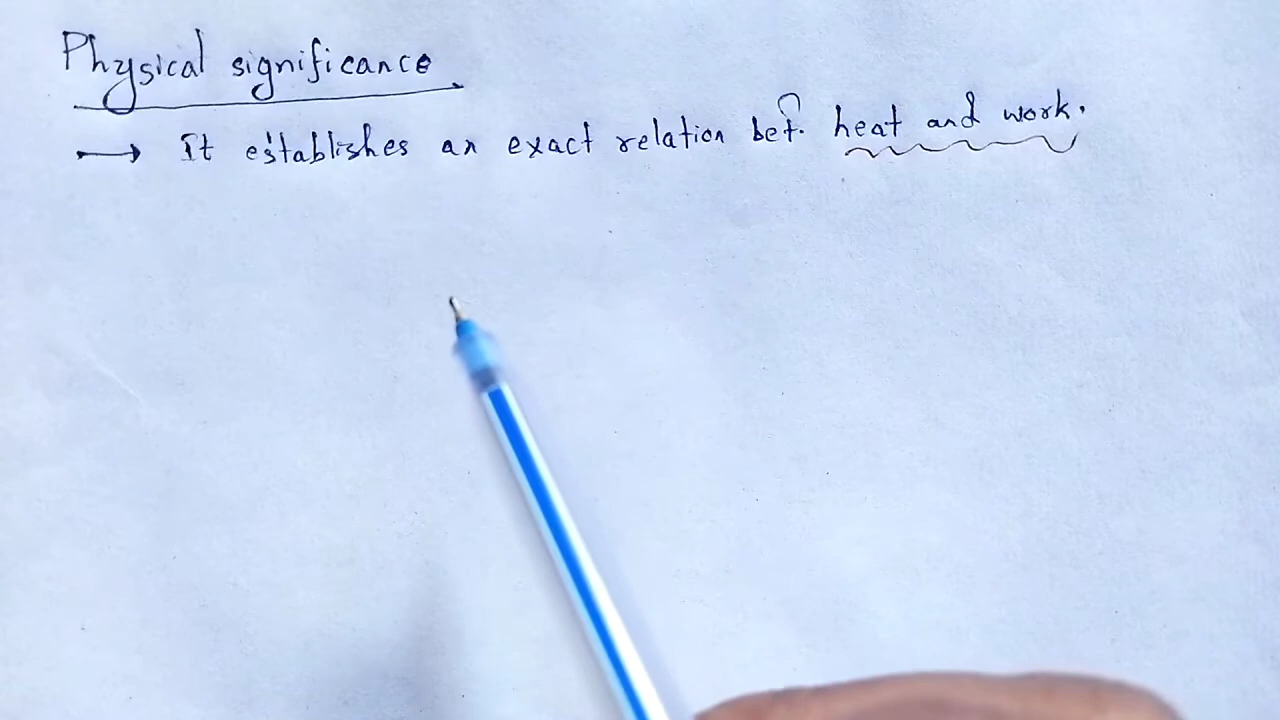 Physical significance
→ It establishes an exact relation bet. heat and work.